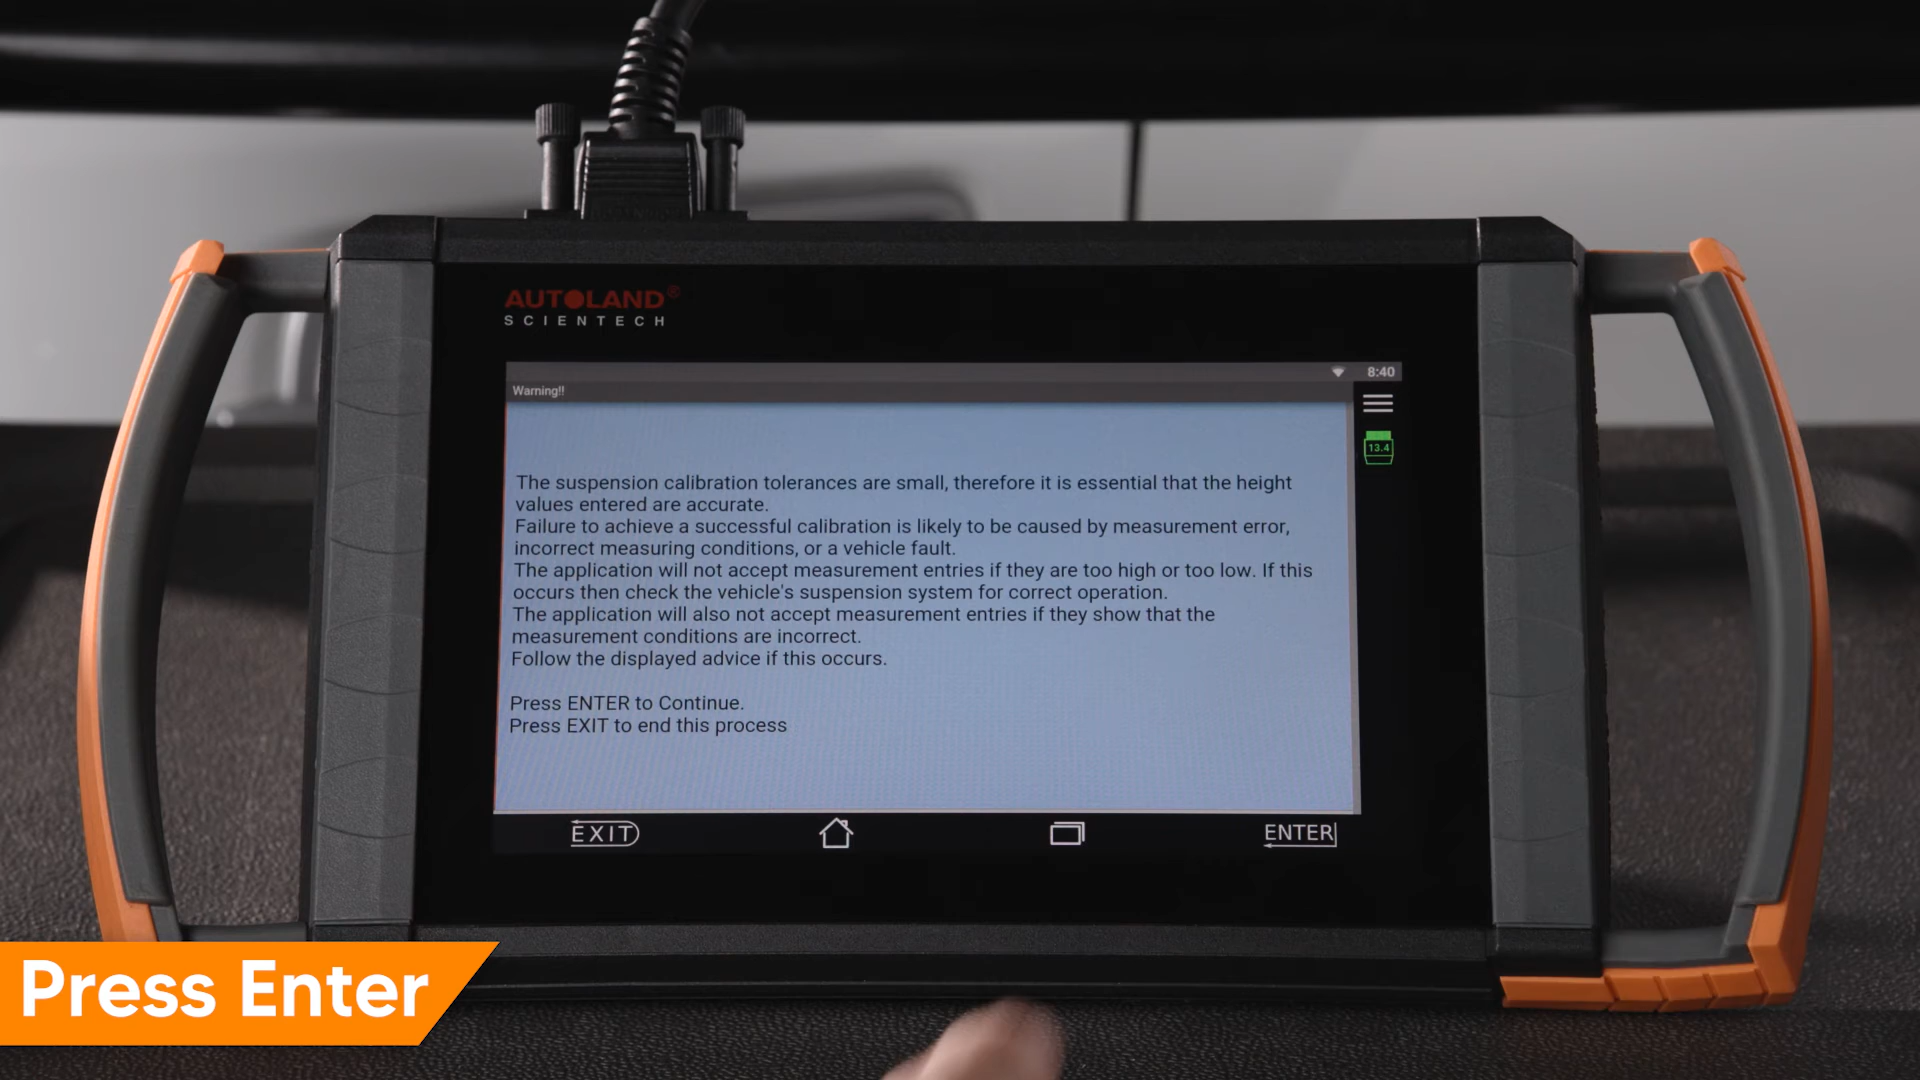 AUTOLAND®
SCIENTECH
8:40
Warning!!
13.4
The suspension calibration tolerances are small, therefore it is essential that the height
values entered are accurate.
Failure to achieve a successful calibration is likely to be caused by measurement error,
incorrect measuring conditions, or a vehicle fault.
The application will not accept measurement entries if they are too high or too low. If this
occurs then check the vehicle's suspension system for correct operation.
The application will also not accept measurement entries if they show that the
measurement conditions are incorrect.
Follow the displayed advice if this occurs.
Press ENTER to Continue.
Press EXIT to end this process
EXIT
ENTER
Press Enter